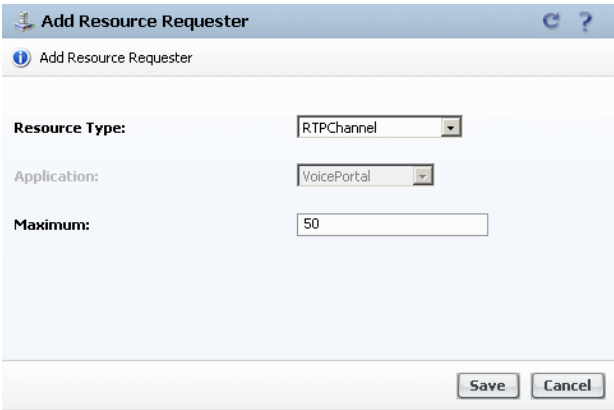 Add Resource Requester
Add Resource Requester
Resource Type: RTPChannel
Application: VoicePortal
Maximum: 50
Save Cancel